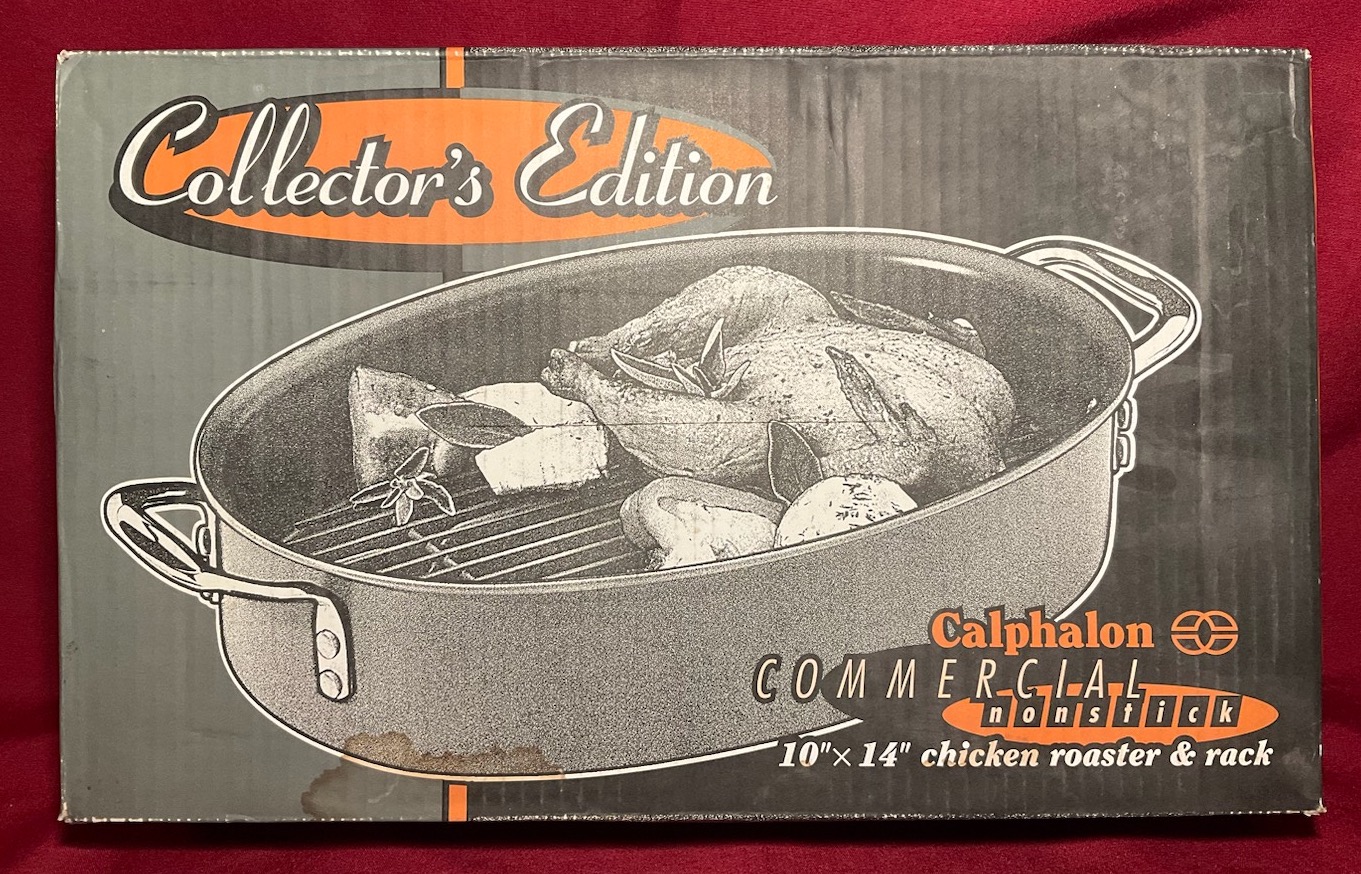 Collector's Edition
Calphalon
COMMERCIAL
nonstick
10"×14" chicken roaster & rack